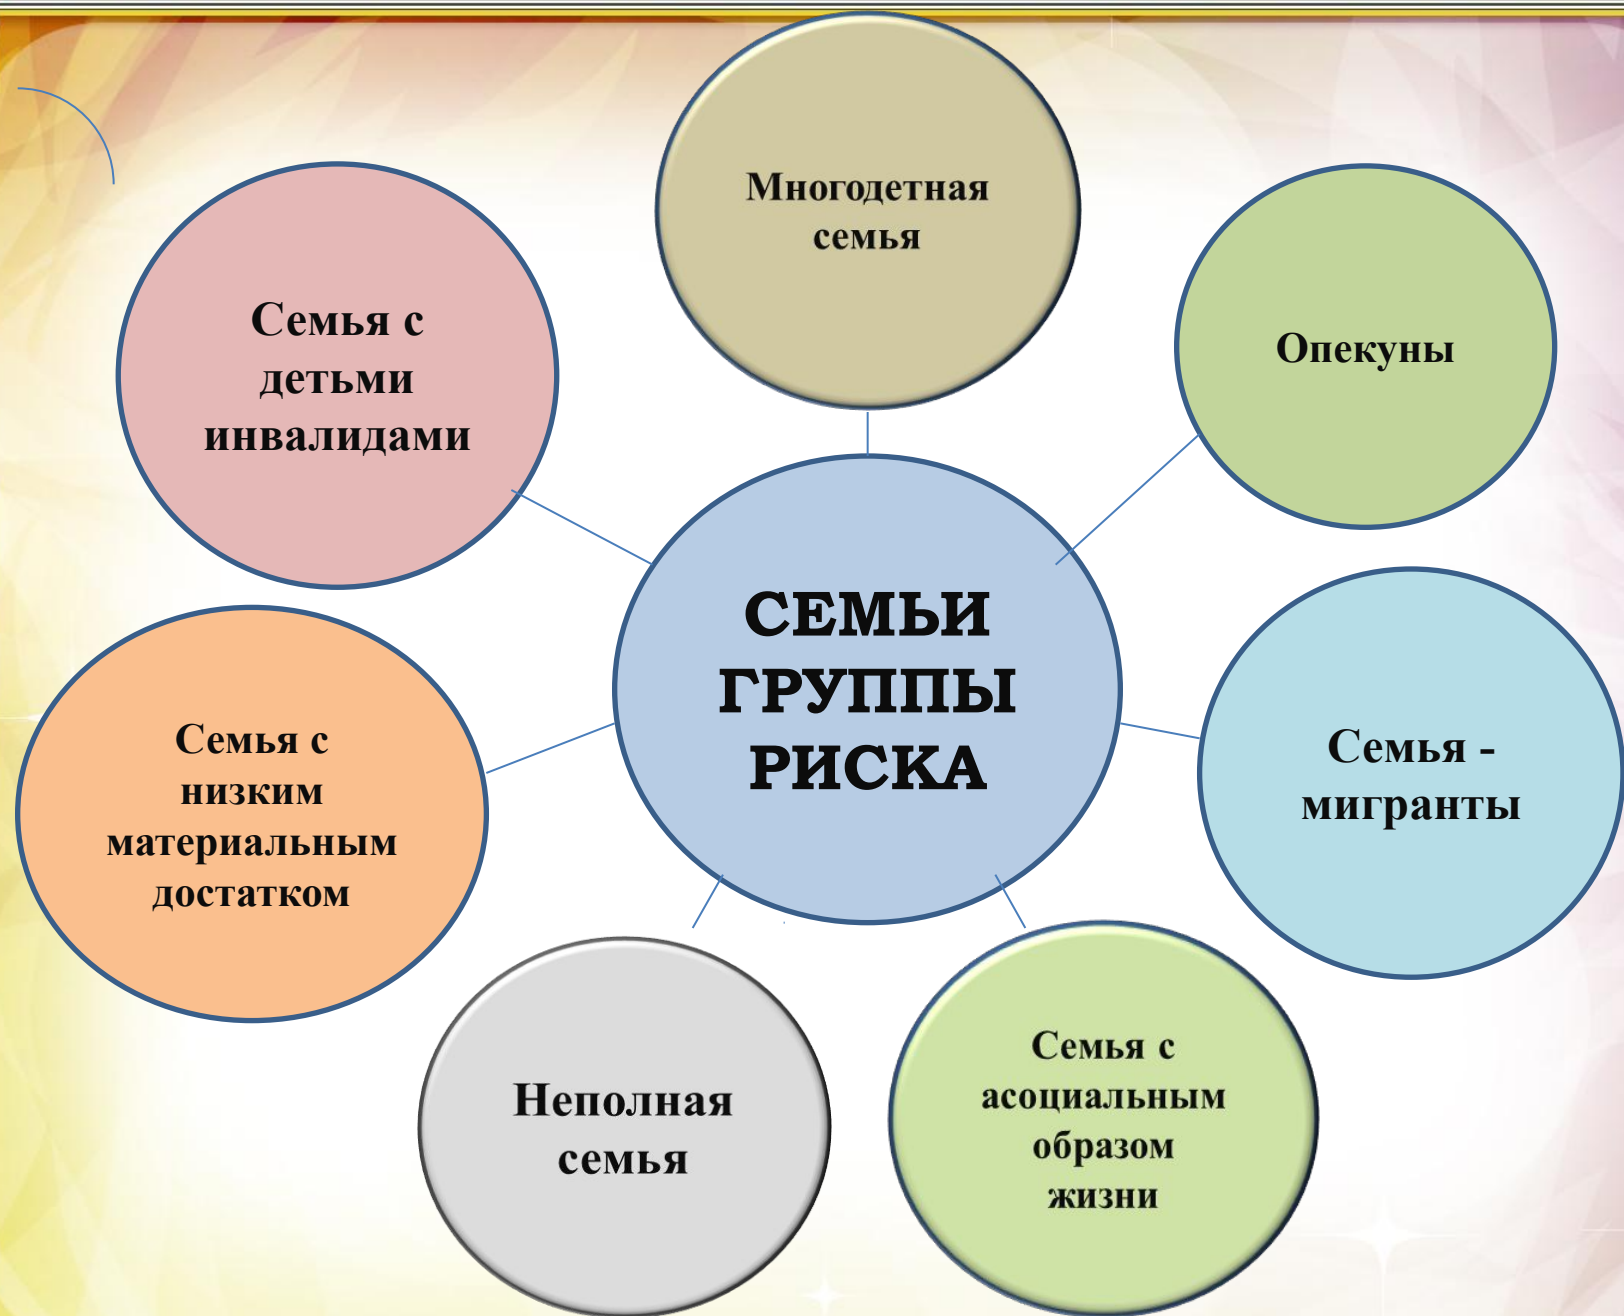 Многодетная
семья
Опекуны
Семья с
детьми
инвалидами
СЕМЬИ
ГРУППЫ
РИСКА
Семья -
мигранты
Семья с
низким
материальным
достатком
Неполная
семья
Семья с
асоциальным
образом
жизни